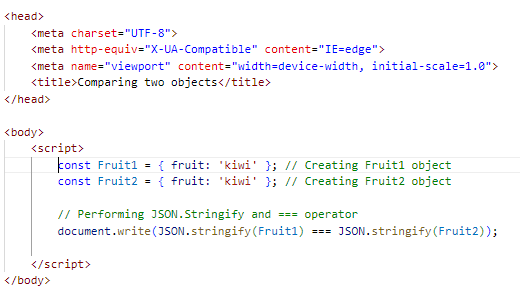 <head>
<meta charset="UTF-8">
<meta http-equiv="X-UA-Compatible" content="IE=edge">
<meta name="viewport" content="width=device-width, initial-scale=1.0">
<title>Comparing two objects</title>
</head>
<body>
<script>
const Fruit1 = { fruit: 'kiwi' }; // Creating Fruit1 object
const Fruit2 = { fruit: 'kiwi' }; // Creating Fruit2 object
// Performing JSON.Stringify and === operator
document.write(JSON.stringify(Fruit1) === JSON.stringify(Fruit2));
</script>
</body>